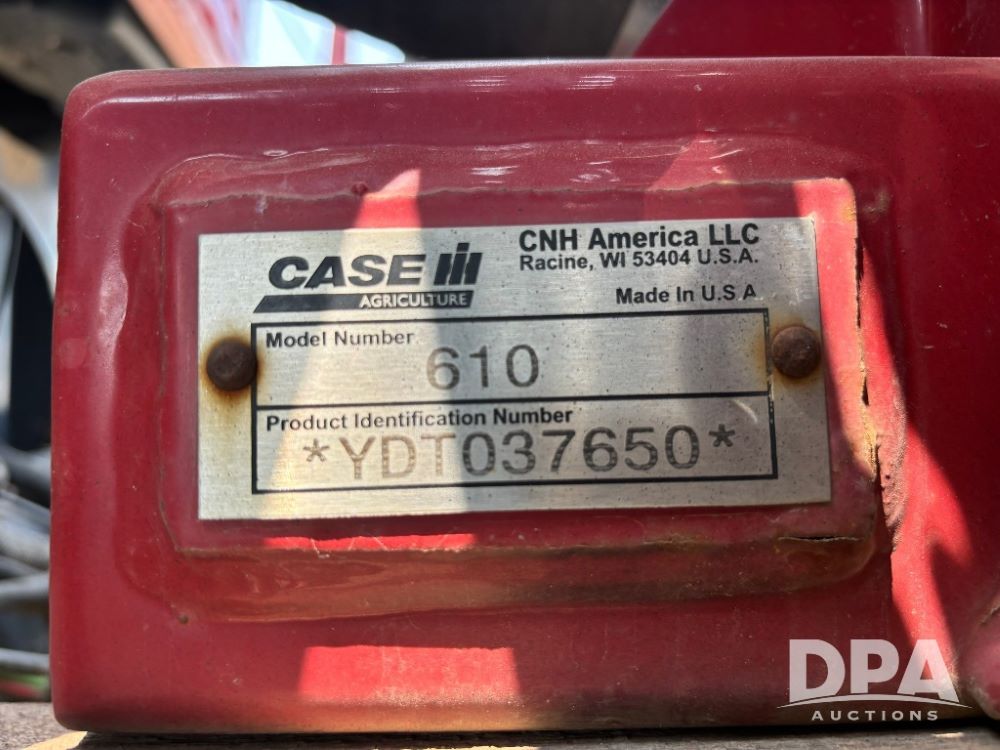 CASE IH
AGRICULTURE
CNH America LLC
Racine, WI 53404 U.S.A.
Made In U.S.A
Model Number
610
Product Identification Number
*YDT037650*
DPA
AUCTIONS